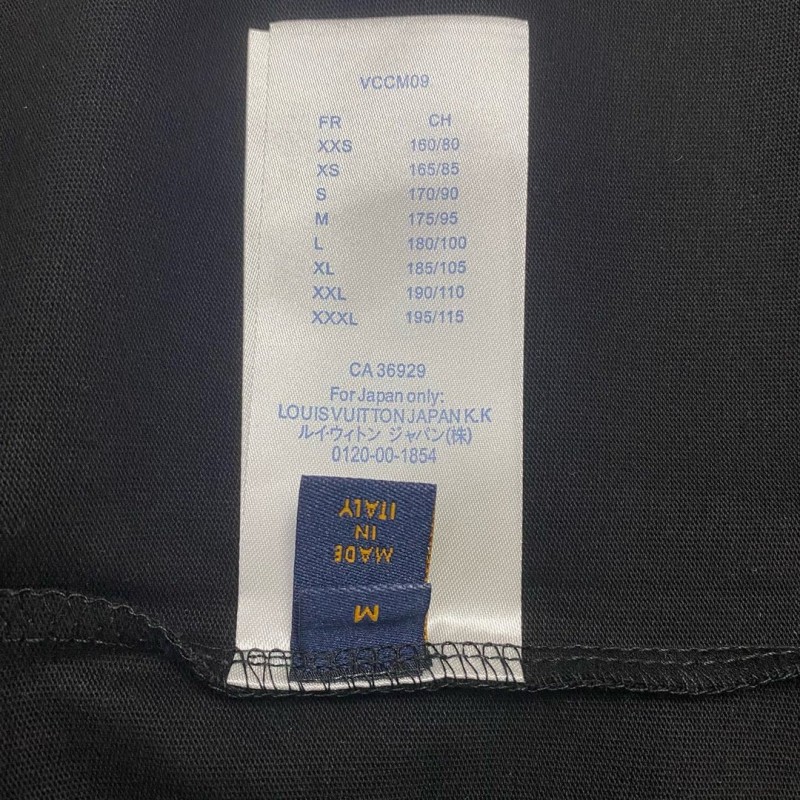 VCCM09
FR CH
XXS 160/80
XS 165/85
S 170/90
M 175/95
L 180/100
XL 185/105
XXL 190/110
XXXL 195/115
CA 36929
For Japan only:
LOUIS VUITTON JAPAN K.K
ルイ・ウィトン ジャパン(株)
0120-00-1854
MADE
IN
ITALY
M